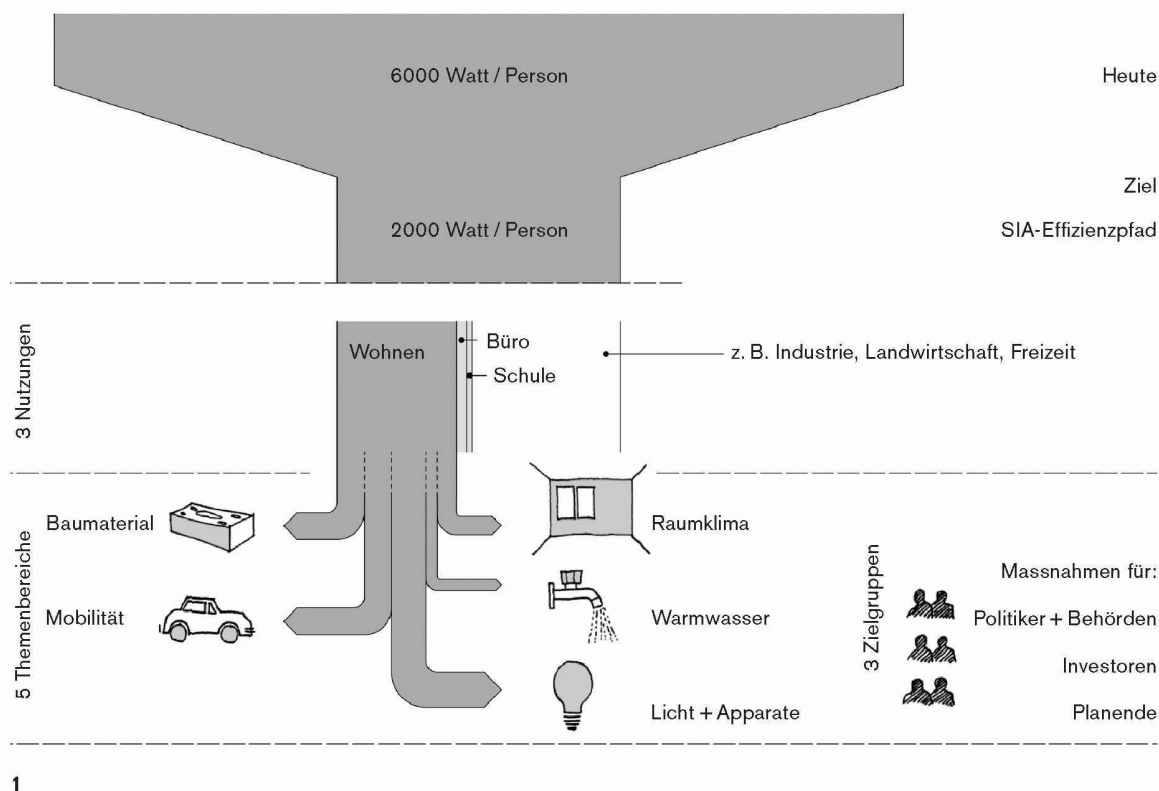 6000 Watt / Person
Heute
Ziel
2000 Watt / Person
SIA-Effizienzpfad
3 Nutzungen
Wohnen
Büro
Schule
z. B. Industrie, Landwirtschaft, Freizeit
5 Themenbereiche
Baumaterial
Mobilität
Raumklima
Warmwasser
Licht + Apparate
3 Zielgruppen
Massnahmen für:
Politiker + Behörden
Investoren
Planende
1